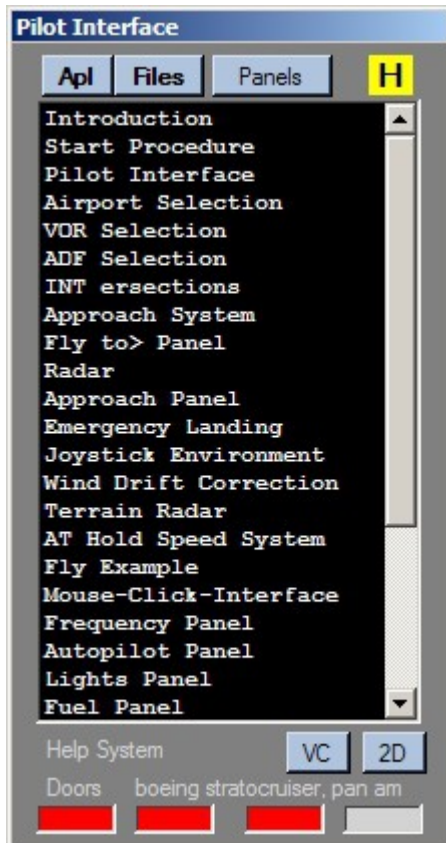 Pilot Interface
Apl Files Panels H
Introduction
Start Procedure
Pilot Interface
Airport Selection
VOR Selection
ADF Selection
INT ersections
Approach System
Fly to> Panel
Radar
Approach Panel
Emergency Landing
Joystick Environment
Wind Drift Correction
Terrain Radar
AT Hold Speed System
Fly Example
Mouse-Click-Interface
Frequency Panel
Autopilot Panel
Lights Panel
Fuel Panel
Help System VC 2D
Doors boeing stratocruiser, pan am